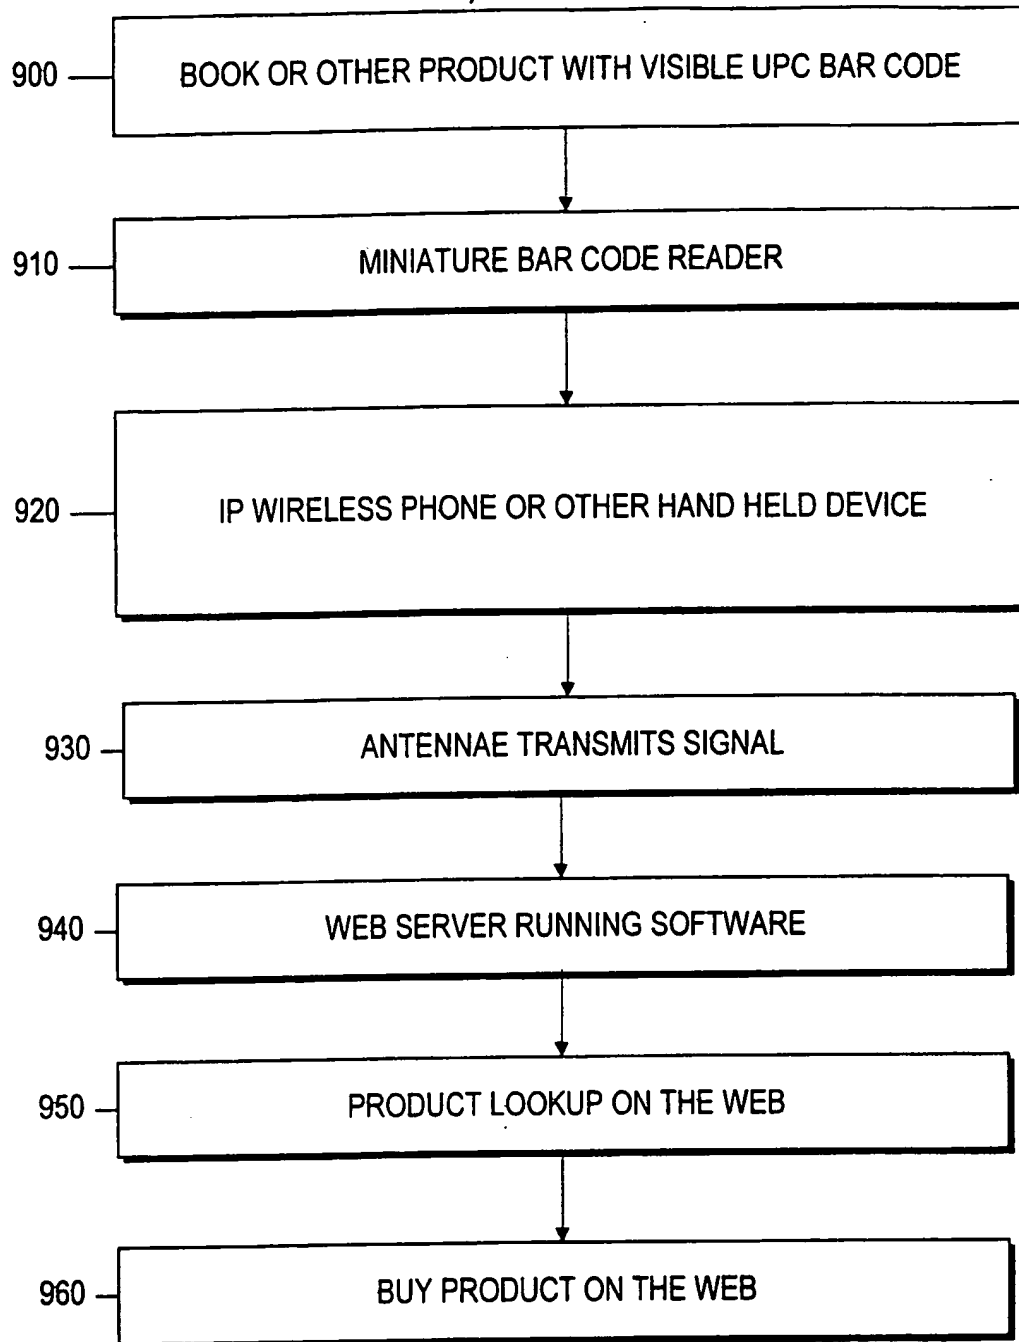 900 BOOK OR OTHER PRODUCT WITH VISIBLE UPC BAR CODE
910 MINIATURE BAR CODE READER
920 IP WIRELESS PHONE OR OTHER HAND HELD DEVICE
930 ANTENNAE TRANSMITS SIGNAL
940 WEB SERVER RUNNING SOFTWARE
950 PRODUCT LOOKUP ON THE WEB
960 BUY PRODUCT ON THE WEB